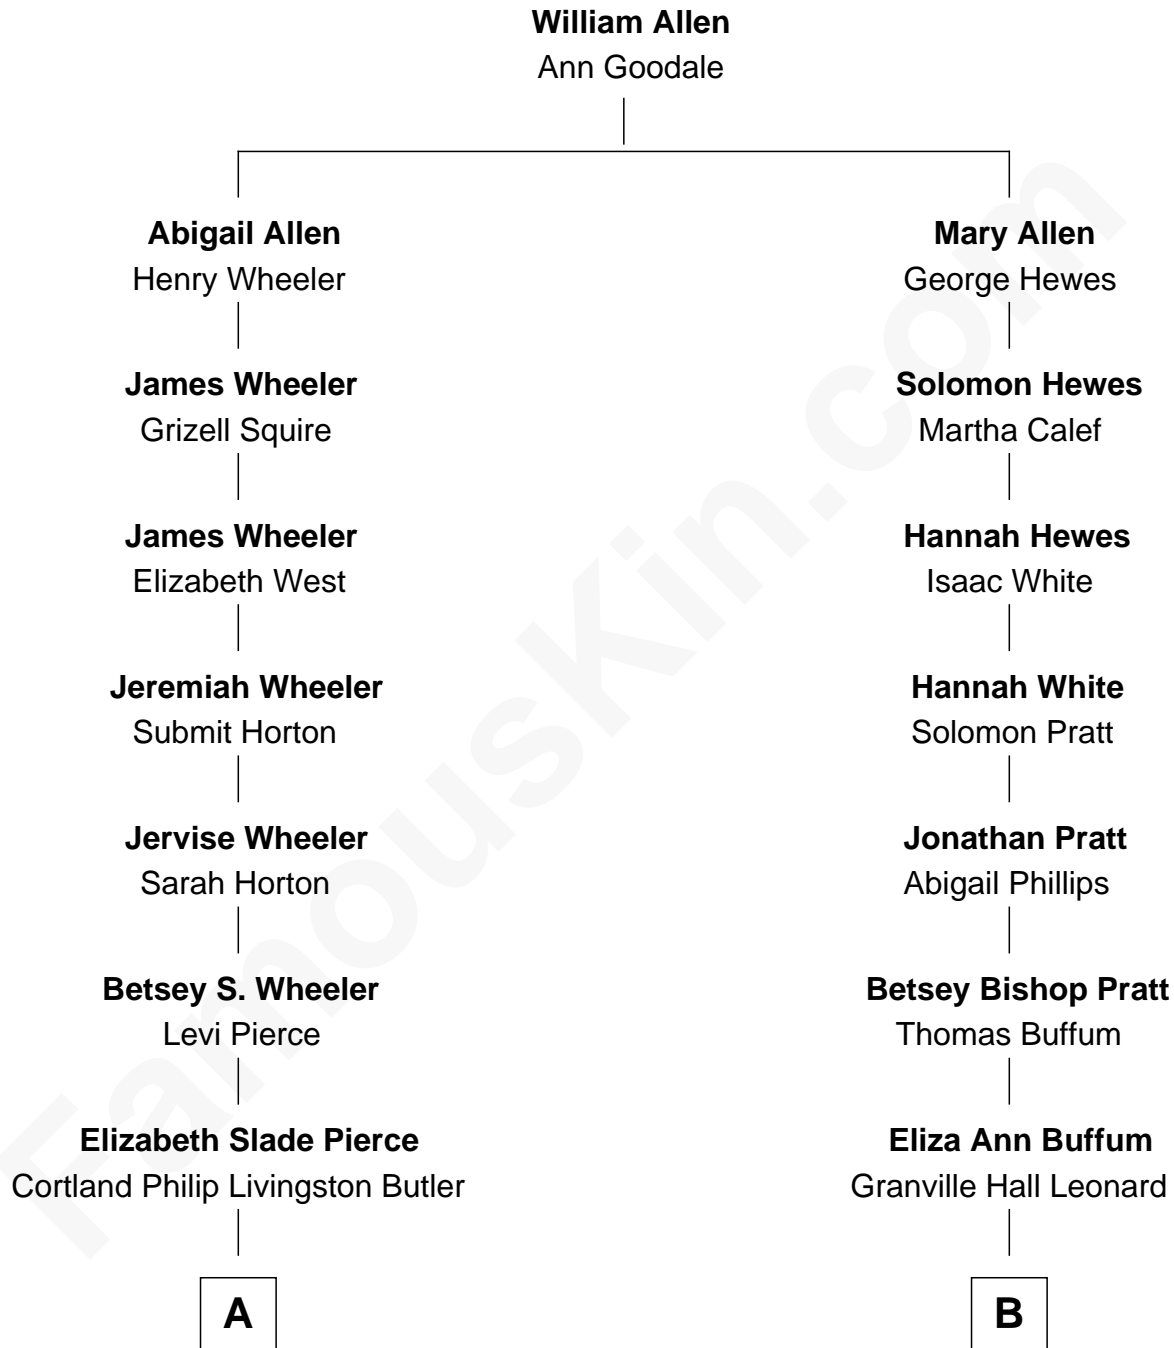 William Allen
Ann Goodale
Abigail Allen
Henry Wheeler
Mary Allen
George Hewes
James Wheeler
Grizell Squire
Solomon Hewes
Martha Calef
James Wheeler
Elizabeth West
Hannah Hewes
Isaac White
Jeremiah Wheeler
Submit Horton
Hannah White
Solomon Pratt
Jervise Wheeler
Sarah Horton
Jonathan Pratt
Abigail Phillips
Betsey S. Wheeler
Levi Pierce
Betsey Bishop Pratt
Thomas Buffum
Elizabeth Slade Pierce
Cortland Philip Livingston Butler
Eliza Ann Buffum
Granville Hall Leonard
A
B
FamousKin.com